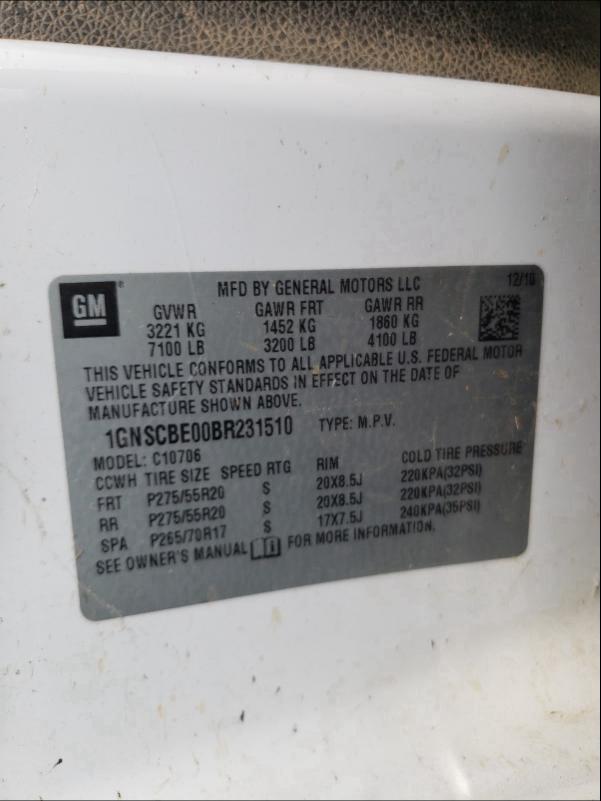 GM ®
MFD BY GENERAL MOTORS LLC 12/10
GVWR GAWR FRT GAWR RR
3221 KG 1452 KG 1860 KG
7100 LB 3200 LB 4100 LB
THIS VEHICLE CONFORMS TO ALL APPLICABLE U.S. FEDERAL MOTOR
VEHICLE SAFETY STANDARDS IN EFFECT ON THE DATE OF
MANUFACTURE SHOWN ABOVE.
1GNSCBE00BR231510 TYPE: M.P.V.
MODEL: C10706
CCWH TIRE SIZE SPEED RTG RIM COLD TIRE PRESSURE
FRT P275/55R20 S 20X8.5J 220KPA(32PSI)
RR P275/55R20 S 20X8.5J 220KPA(32PSI)
SPA P265/70R17 S 17X7.5J 240KPA(35PSI)
SEE OWNER'S MANUAL FOR MORE INFORMATION.